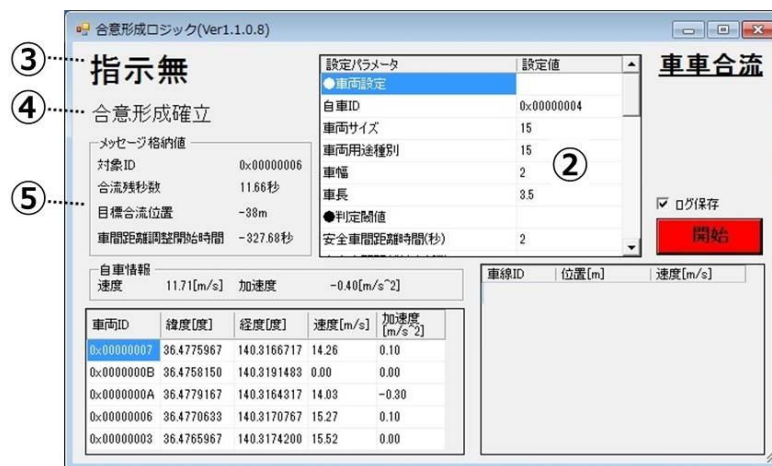 合意形成ロジック(Ver1.1.0.8)
③
指示無
④
合意形成確立
⑤
メッセージ格納値
対象ID 0x00000006
合流残秒数 11.66秒
目標合流位置 -38m
車間距離調整開始時間 -327.68秒
設定パラメータ 設定値
●車両設定
自車ID 0x00000004
車両サイズ 15
車両用途種別 15
②
車幅 2
車長 3.5
●判定閾値
安全車間距離時間(秒) 2
車車合流
ログ保存
開始
自車情報
速度 11.71[m/s] 加速度 -0.40[m/s^2]
車両ID 緯度[度] 経度[度] 速度[m/s] 加速度[m/s^2]
0x00000007 36.4775967 140.3166717 14.26 0.10
0x0000000B 36.4758150 140.3191483 0.00 0.00
0x0000000A 36.4779167 140.3164317 14.03 -0.30
0x00000006 36.4770633 140.3170767 15.27 0.10
0x00000003 36.4765967 140.3174200 15.52 0.00
車線ID 位置[m] 速度[m/s]